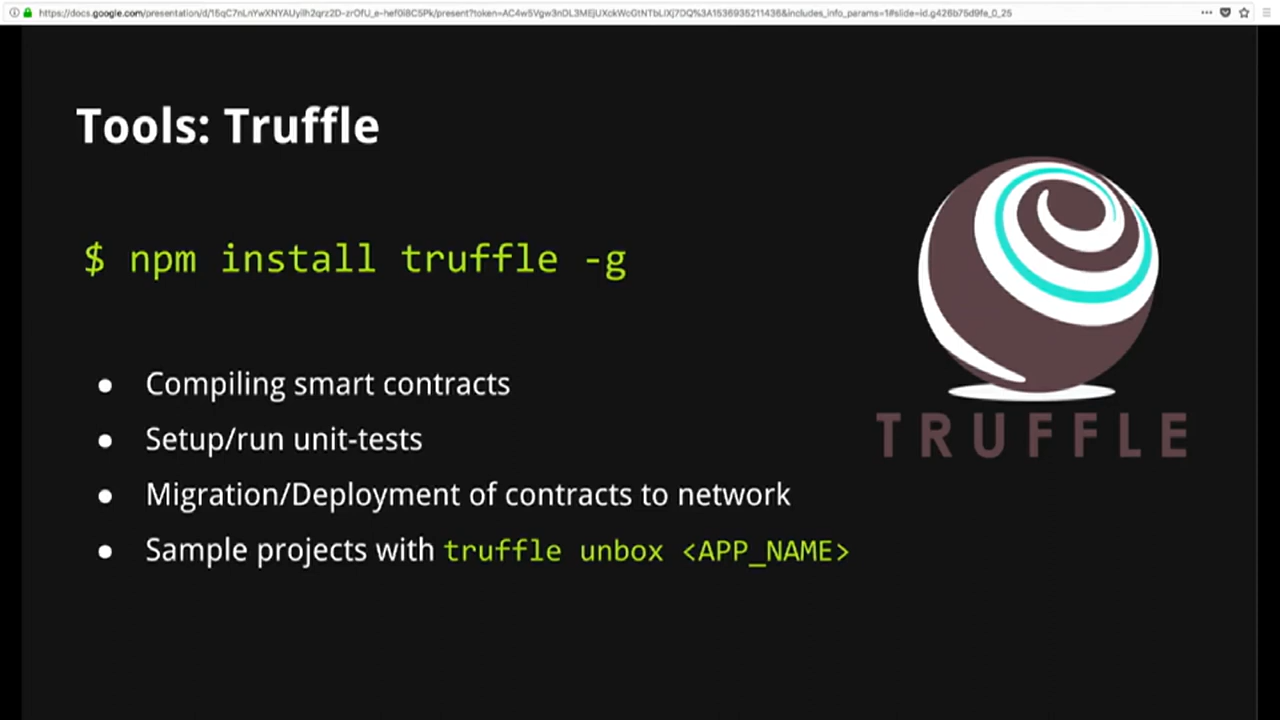 Tools: Truffle
$ npm install truffle -g
● Compiling smart contracts
● Setup/run unit-tests
● Migration/Deployment of contracts to network
● Sample projects with truffle unbox <APP_NAME>
TRUFFLE